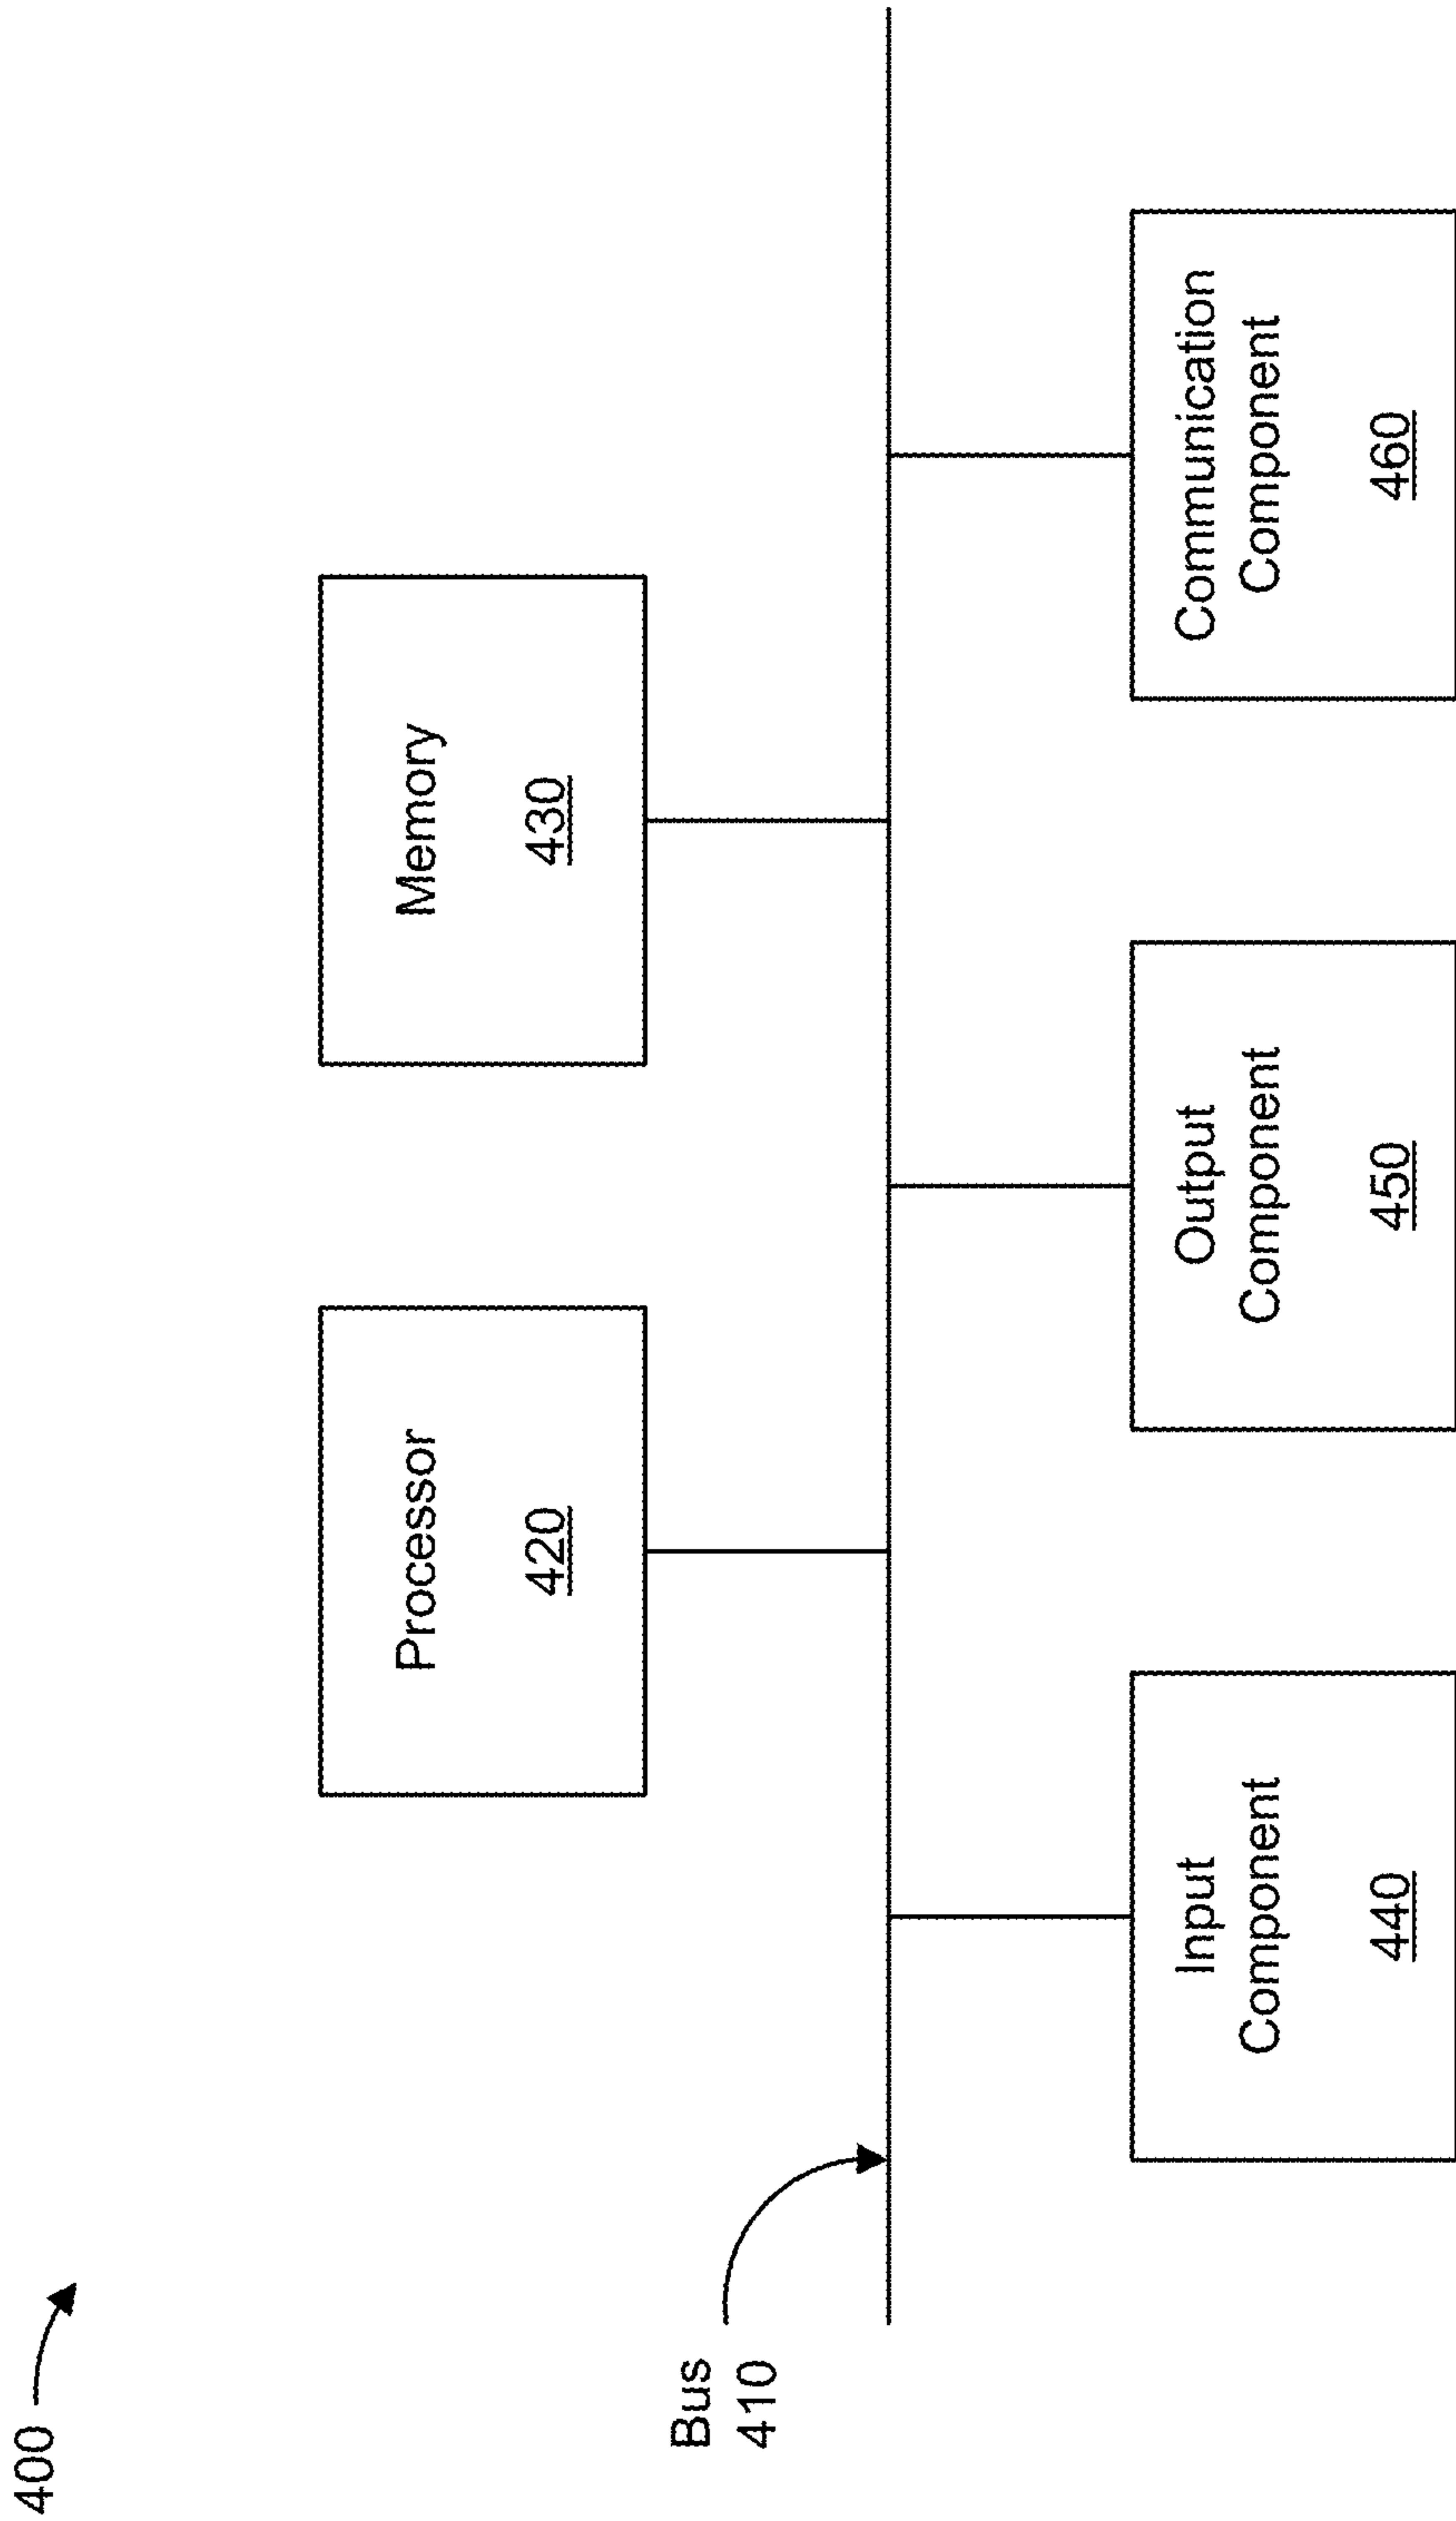 400
Processor
420
Memory
430
Bus
410
Input
Component
440
Output
Component
450
Communication
Component
460